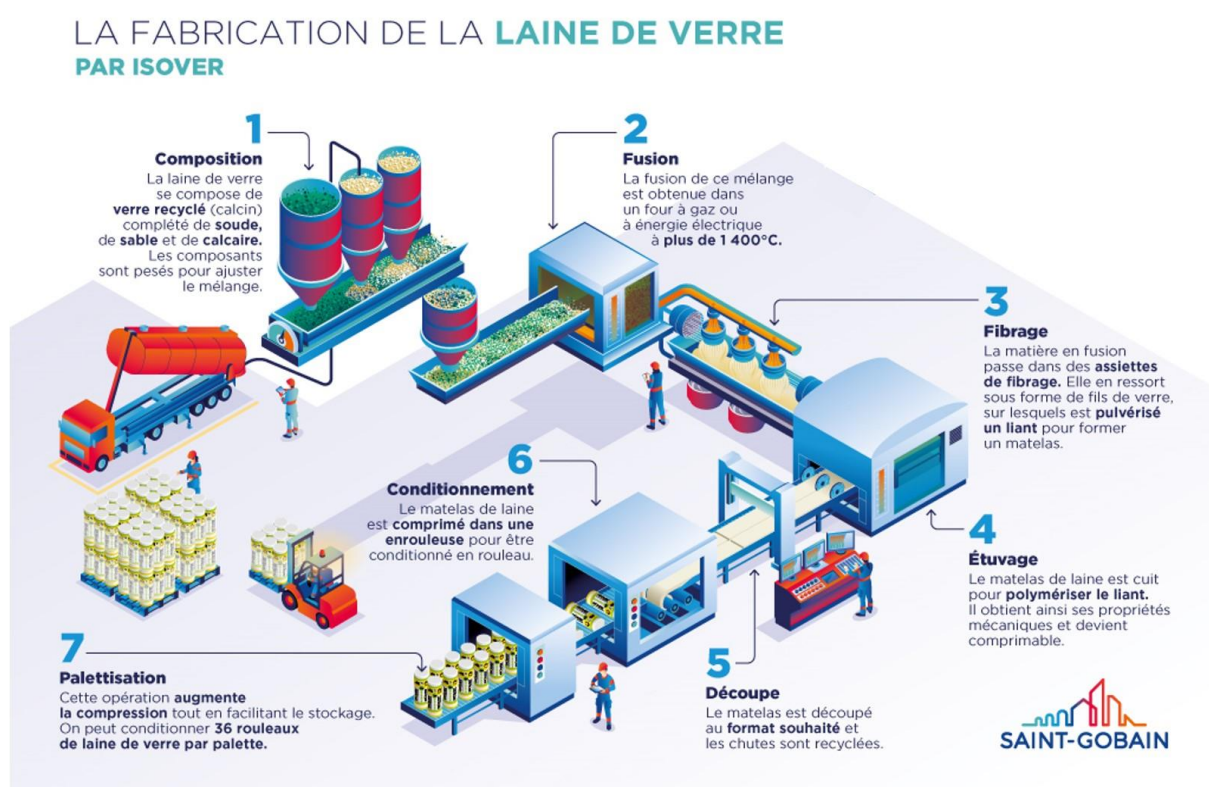 LA FABRICATION DE LA LAINE DE VERRE
PAR ISOVER
1
Composition
La laine de verre
se compose de
verre recyclé (calcin)
complété de soude,
de sable et de calcaire.
Les composants
sont pesés pour ajuster
le mélange.
2
Fusion
La fusion de ce mélange
est obtenue dans
un four à gaz ou
à énergie électrique
à plus de 1 400°C.
3
Fibrage
La matière en fusion
passe dans des assiettes
de fibrage. Elle en ressort
sous forme de fils de verre,
sur lesquels est pulvérisé
un liant pour former
un matelas.
4
Étuvage
Le matelas de laine est cuit
pour polymériser le liant.
Il obtient ainsi ses propriétés
mécaniques et devient
comprimable.
5
Découpe
Le matelas est découpé
au format souhaité et
les chutes sont recyclées.
6
Conditionnement
Le matelas de laine
est comprimé dans une
enrouleuse pour être
conditionné en rouleau.
7
Palettisation
Cette opération augmente
la compression tout en facilitant le stockage.
On peut conditionner 36 rouleaux
de laine de verre par palette.
SAINT-GOBAIN